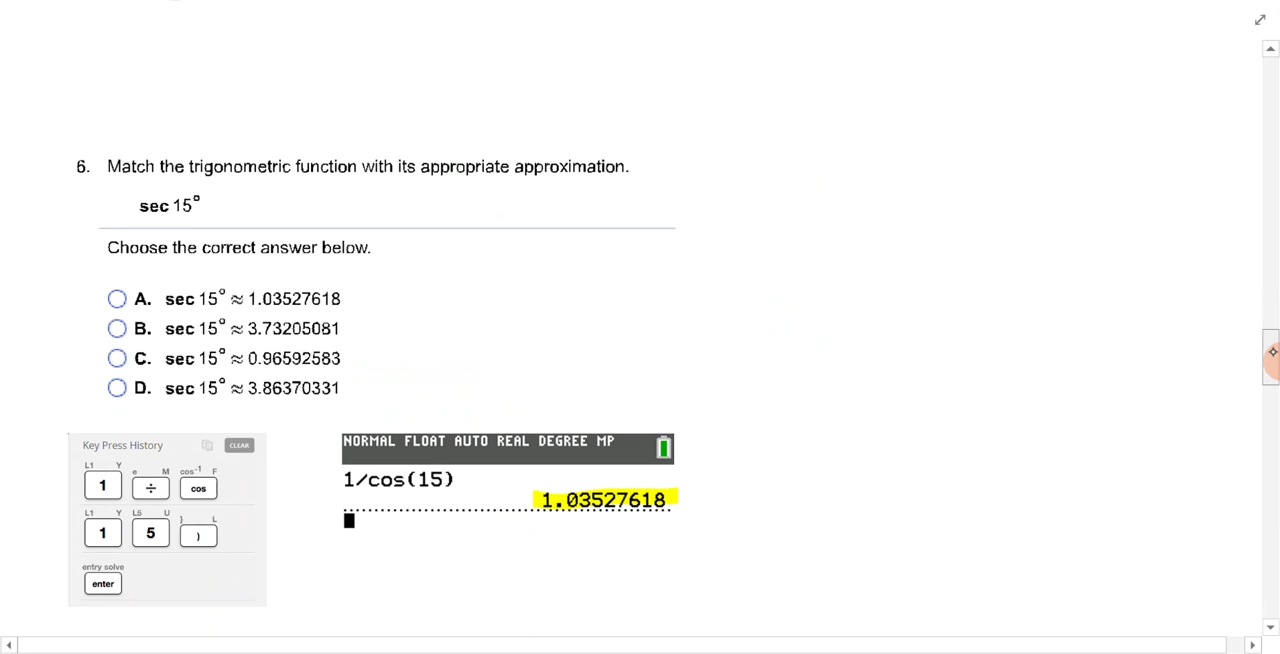 6. Match the trigonometric function with its appropriate approximation.
sec 15°
Choose the correct answer below.
A. sec 15° ≈ 1.03527618
B. sec 15° ≈ 3.73205081
C. sec 15° ≈ 0.96592583
D. sec 15° ≈ 3.86370331
Key Press History CLEAR
L1 Y e M cos⁻¹ F
1 ÷ cos
L1 Y L5 U } L
1 5 )
entry solve
enter
NORMAL FLOAT AUTO REAL DEGREE MP
1/cos(15)
1.03527618